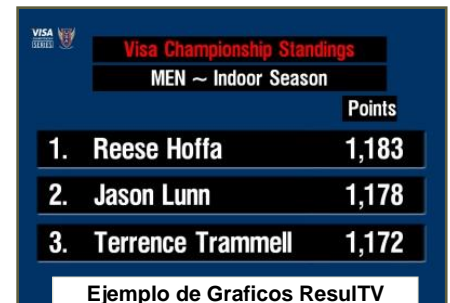 VISA
SERIES
Visa Championship Standings
MEN ~ Indoor Season
Points
1. Reese Hoffa 1,183
2. Jason Lunn 1,178
3. Terrence Trammell 1,172
Ejemplo de Graficos ResulTV